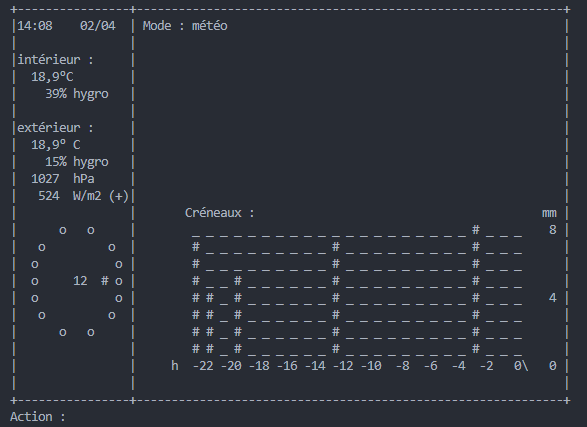 +----------------+-------------------------------------------------------------+
|14:08    02/04  | Mode : météo                                                |
|                |                                                             |
|intérieur :     |                                                             |
|  18,9°C        |                                                             |
|    39% hygro   |                                                             |
|                |                                                             |
|extérieur :     |                                                             |
|  18,9° C       |                                                             |
|    15% hygro   |                                                             |
|  1027  hPa     |                                                             |
|   524  W/m2 (+)|                                                             |
|                |       Créneaux :                                         mm |
|      o   o     |        _ _ _ _ _ _ _ _ _ _ _ _ _ _ _ _ _ _ _ _ # _ _ _    8 |
|   o         o  |        # _ _ _ _ _ _ _ _ _ # _ _ _ _ _ _ _ _ _ # _ _ _      |
|  o           o |        # _ _ _ _ _ _ _ _ _ # _ _ _ _ _ _ _ _ _ # _ _ _      |
|  o     12  # o |        # _ _ # _ _ _ _ _ _ # _ _ _ _ _ _ _ _ _ # _ _ _      |
|  o           o |        # # _ # _ _ _ _ _ _ # _ _ _ _ _ _ _ _ _ # _ _ _    4 |
|   o         o  |        # # _ # _ _ _ _ _ _ # _ _ _ _ _ _ _ _ _ # _ _ _      |
|      o   o     |        # # _ # _ _ _ _ _ _ # _ _ _ _ _ _ _ _ _ # _ _ _      |
|                |        # # _ # _ _ _ _ _ _ # _ _ _ _ _ _ _ _ _ # _ _ _      |
|                |     h  -22 -20 -18 -16 -14 -12 -10  -8  -6  -4  -2   0\   0 |
|                |                                                             |
+----------------+-------------------------------------------------------------+
Action :